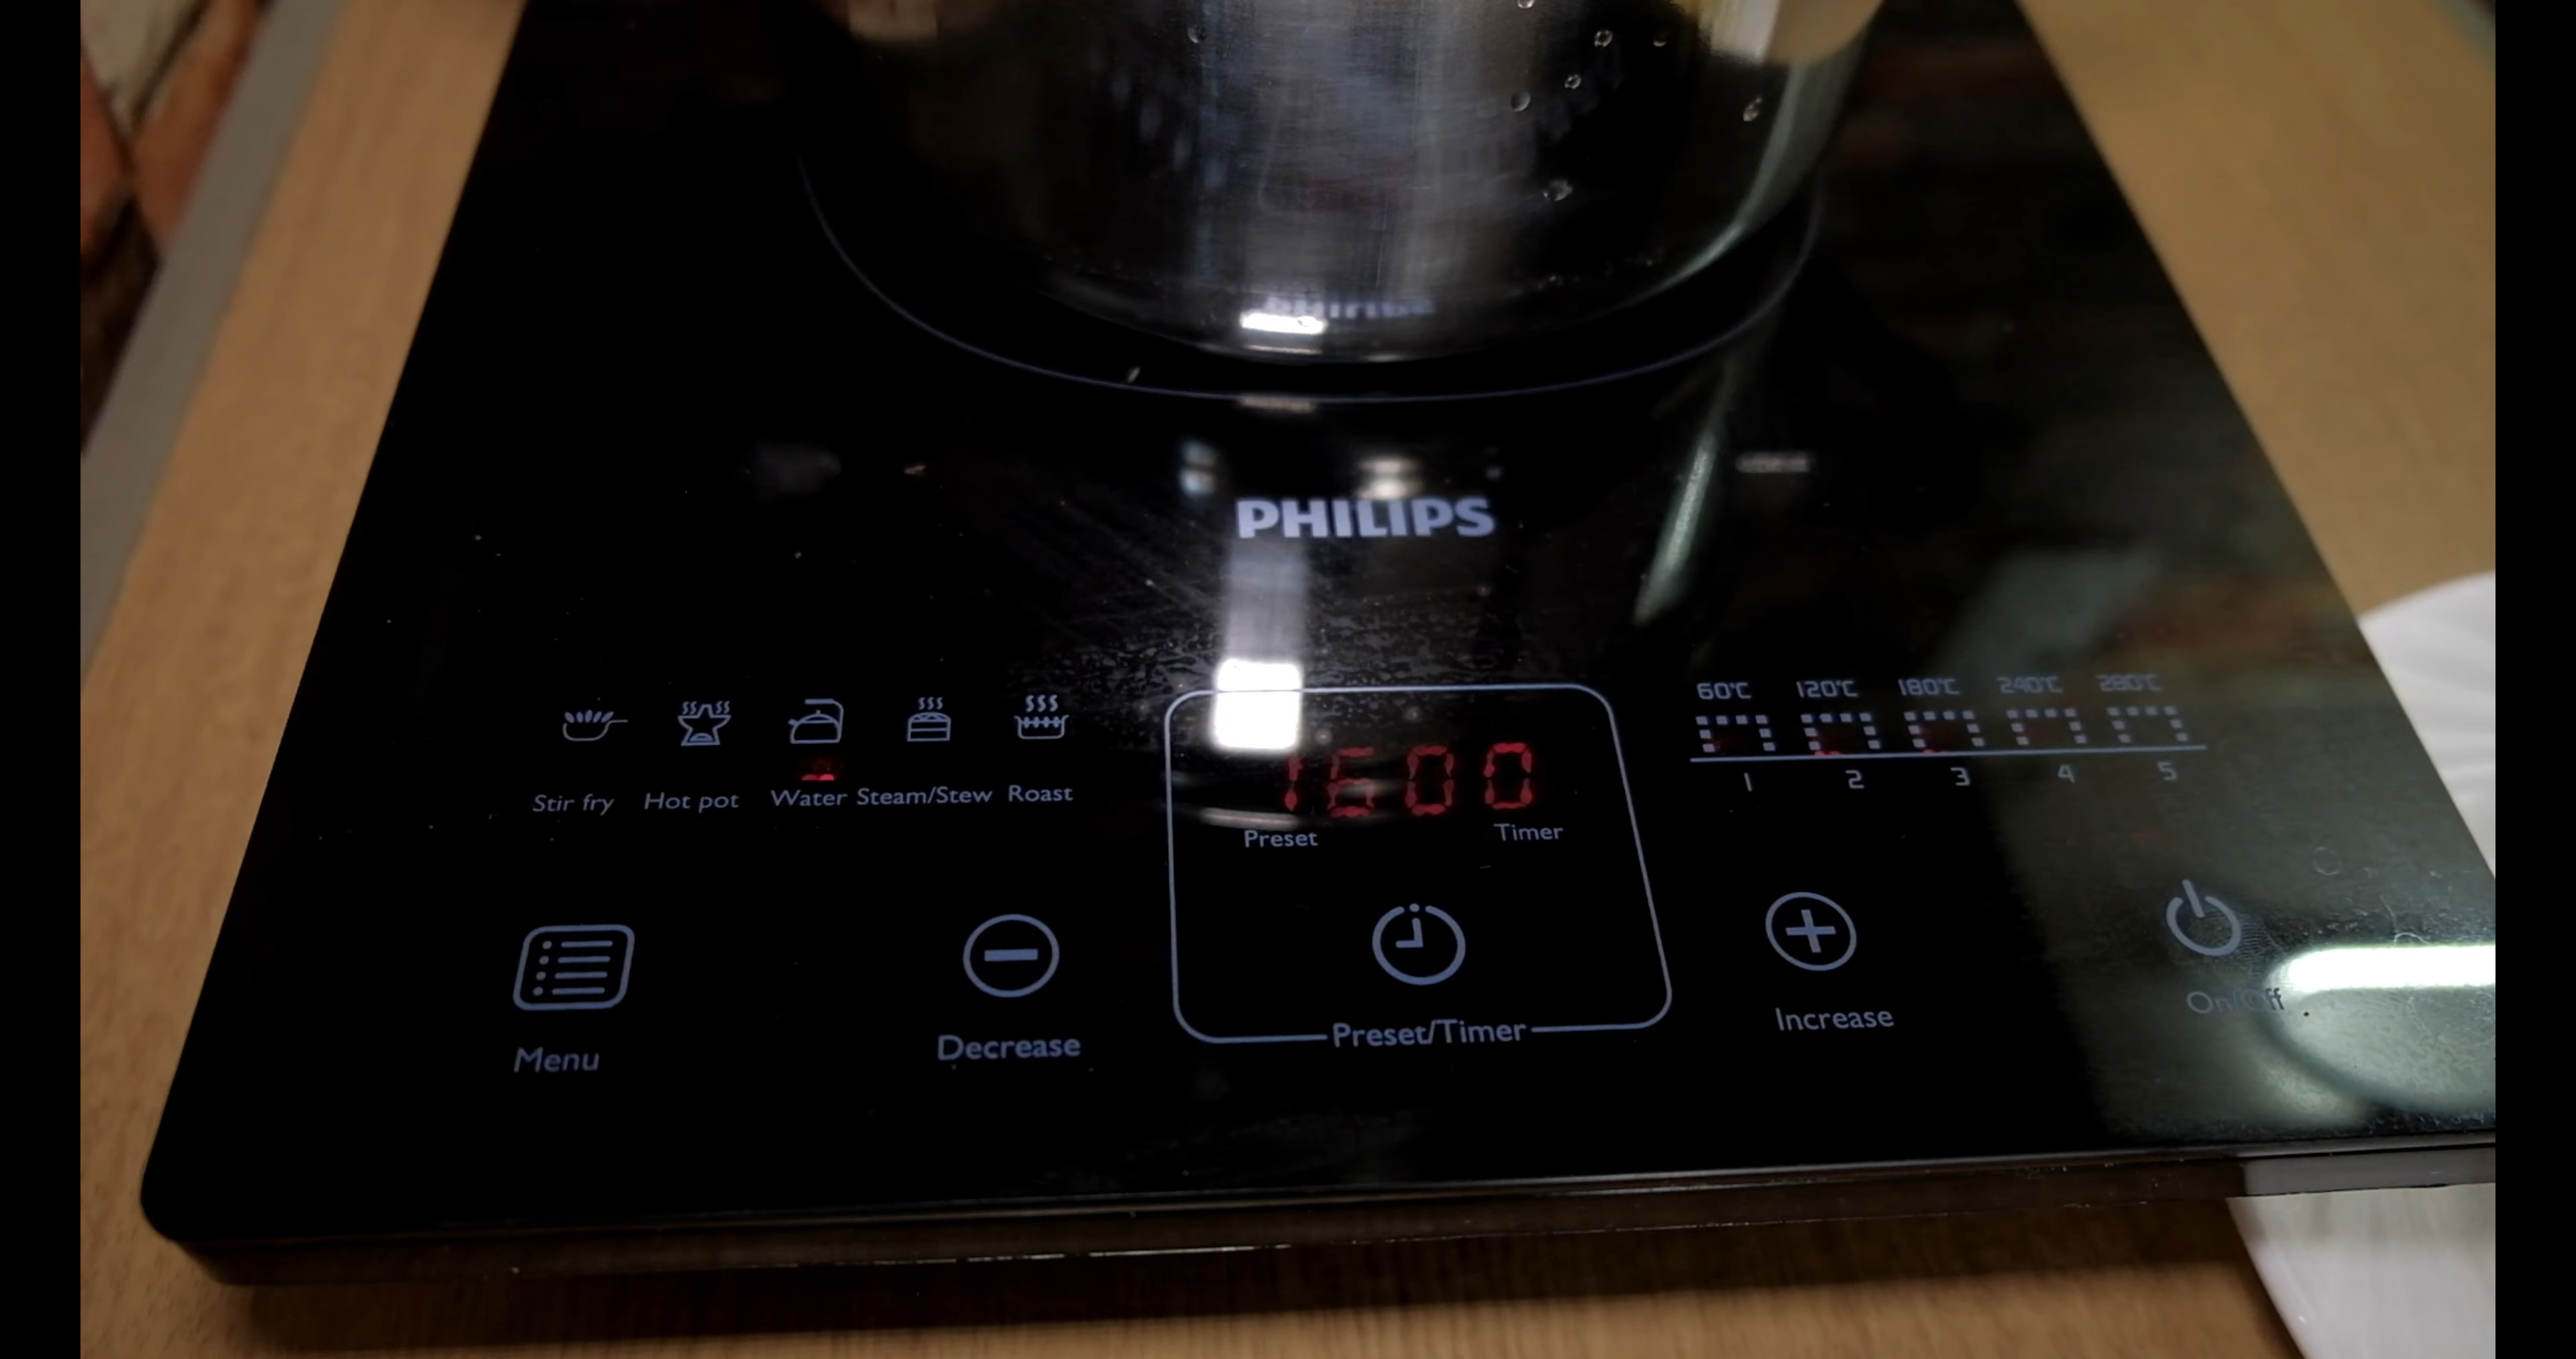 PHILIPS
60°C 120°C 180°C 240°C 280°C
1 2 3 4 5
1600
Stir fry Hot pot Water Steam/Stew Roast
Preset Timer
Menu
Decrease
Preset/Timer
Increase
On/Off